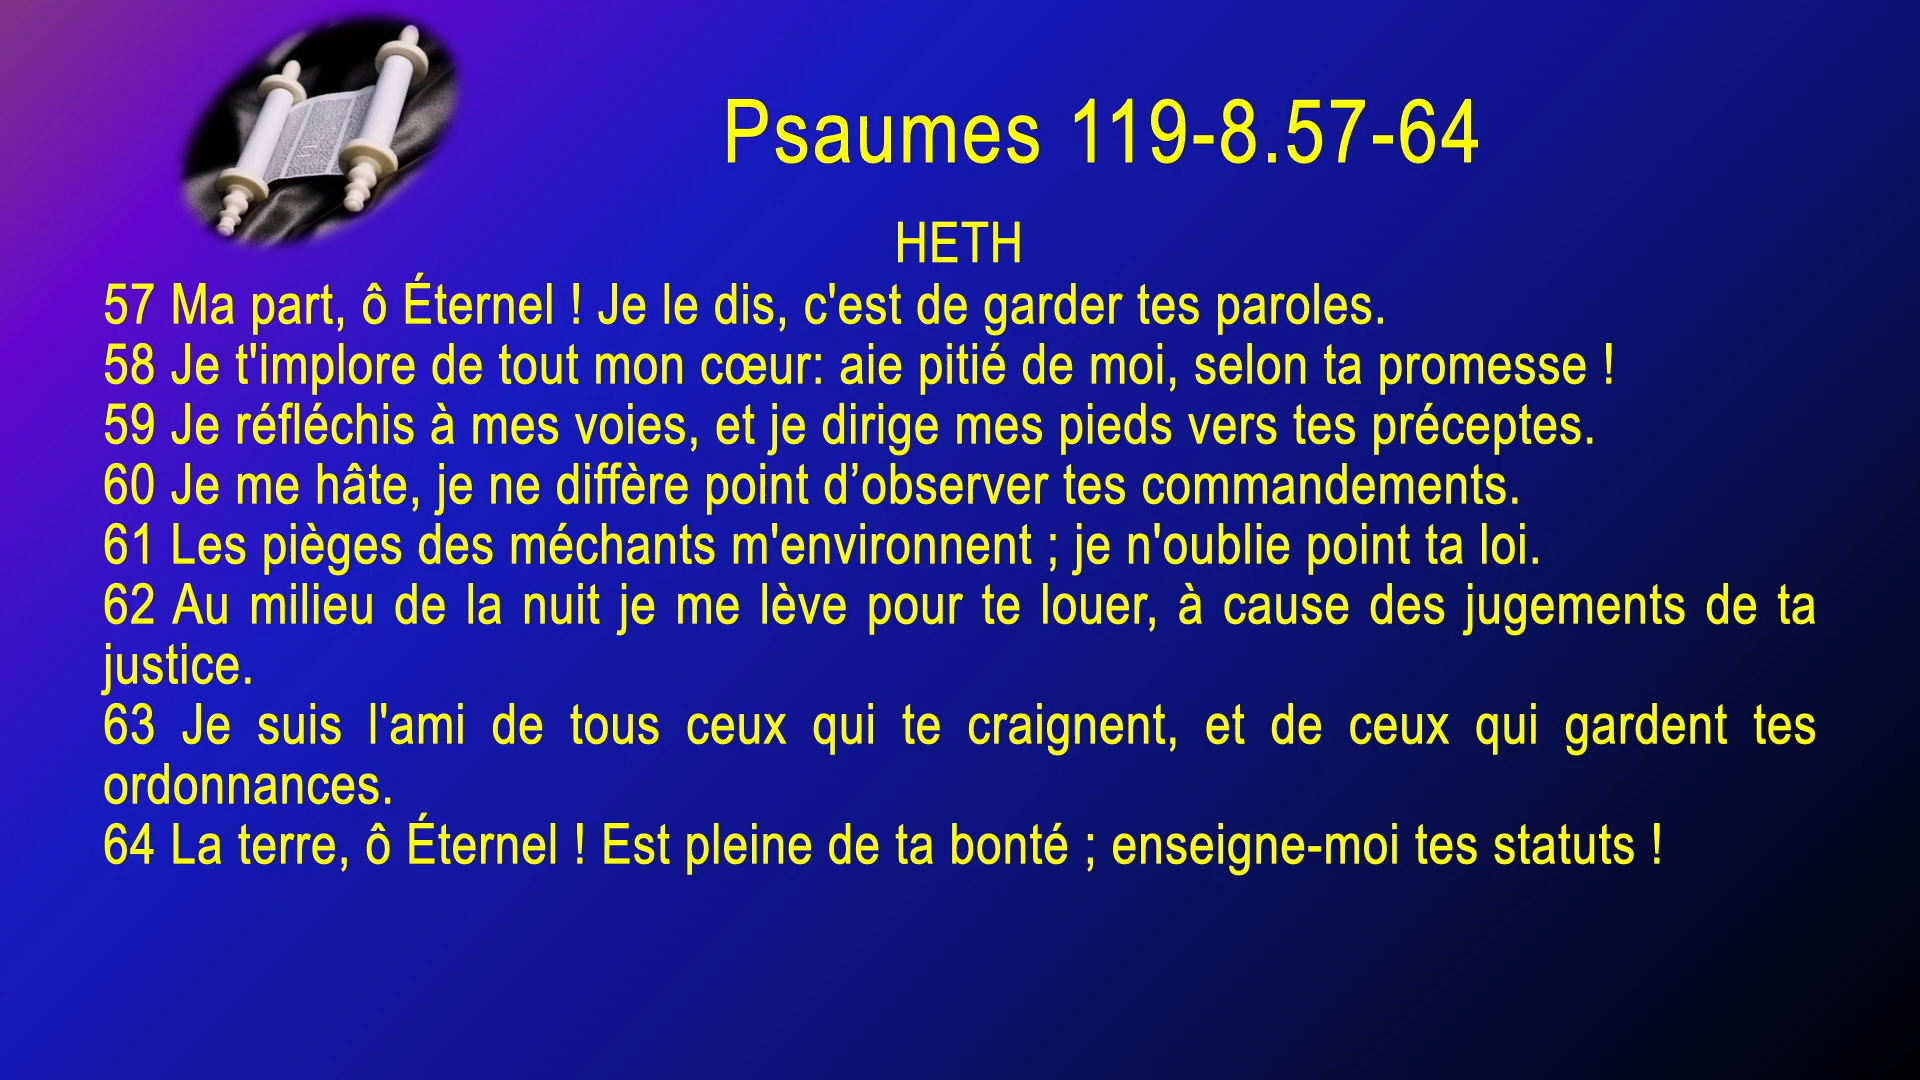 Psaumes 119-8.57-64
HETH
57 Ma part, ô Éternel ! Je le dis, c'est de garder tes paroles.
58 Je t'implore de tout mon cœur: aie pitié de moi, selon ta promesse !
59 Je réfléchis à mes voies, et je dirige mes pieds vers tes préceptes.
60 Je me hâte, je ne diffère point d’observer tes commandements.
61 Les pièges des méchants m'environnent ; je n'oublie point ta loi.
62 Au milieu de la nuit je me lève pour te louer, à cause des jugements de ta
justice.
63 Je suis l'ami de tous ceux qui te craignent, et de ceux qui gardent tes
ordonnances.
64 La terre, ô Éternel ! Est pleine de ta bonté ; enseigne-moi tes statuts !